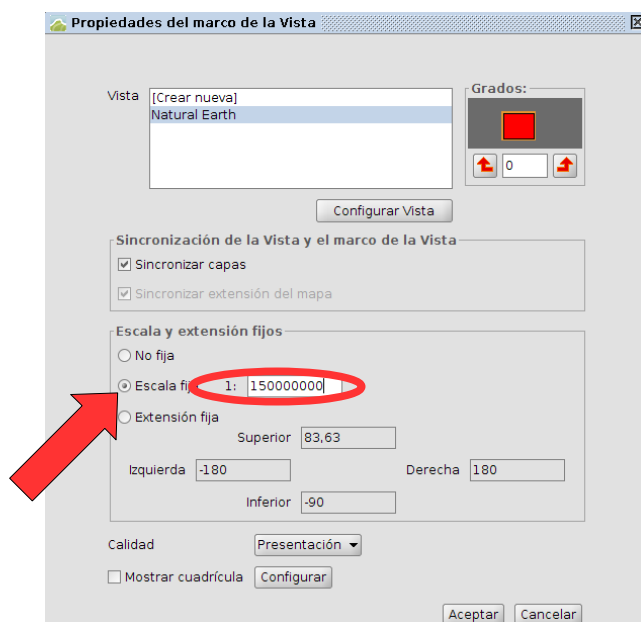 Propiedades del marco de la Vista
Vista
[Crear nueva]
Natural Earth
Grados:
0
Configurar Vista
Sincronización de la Vista y el marco de la Vista
Sincronizar capas
Sincronizar extensión del mapa
Escala y extensión fijos
No fija
Escala fij 1: 150000000
Extensión fija
Superior 83,63
Izquierda -180 Derecha 180
Inferior -90
Calidad Presentación
Mostrar cuadrícula Configurar
Aceptar Cancelar